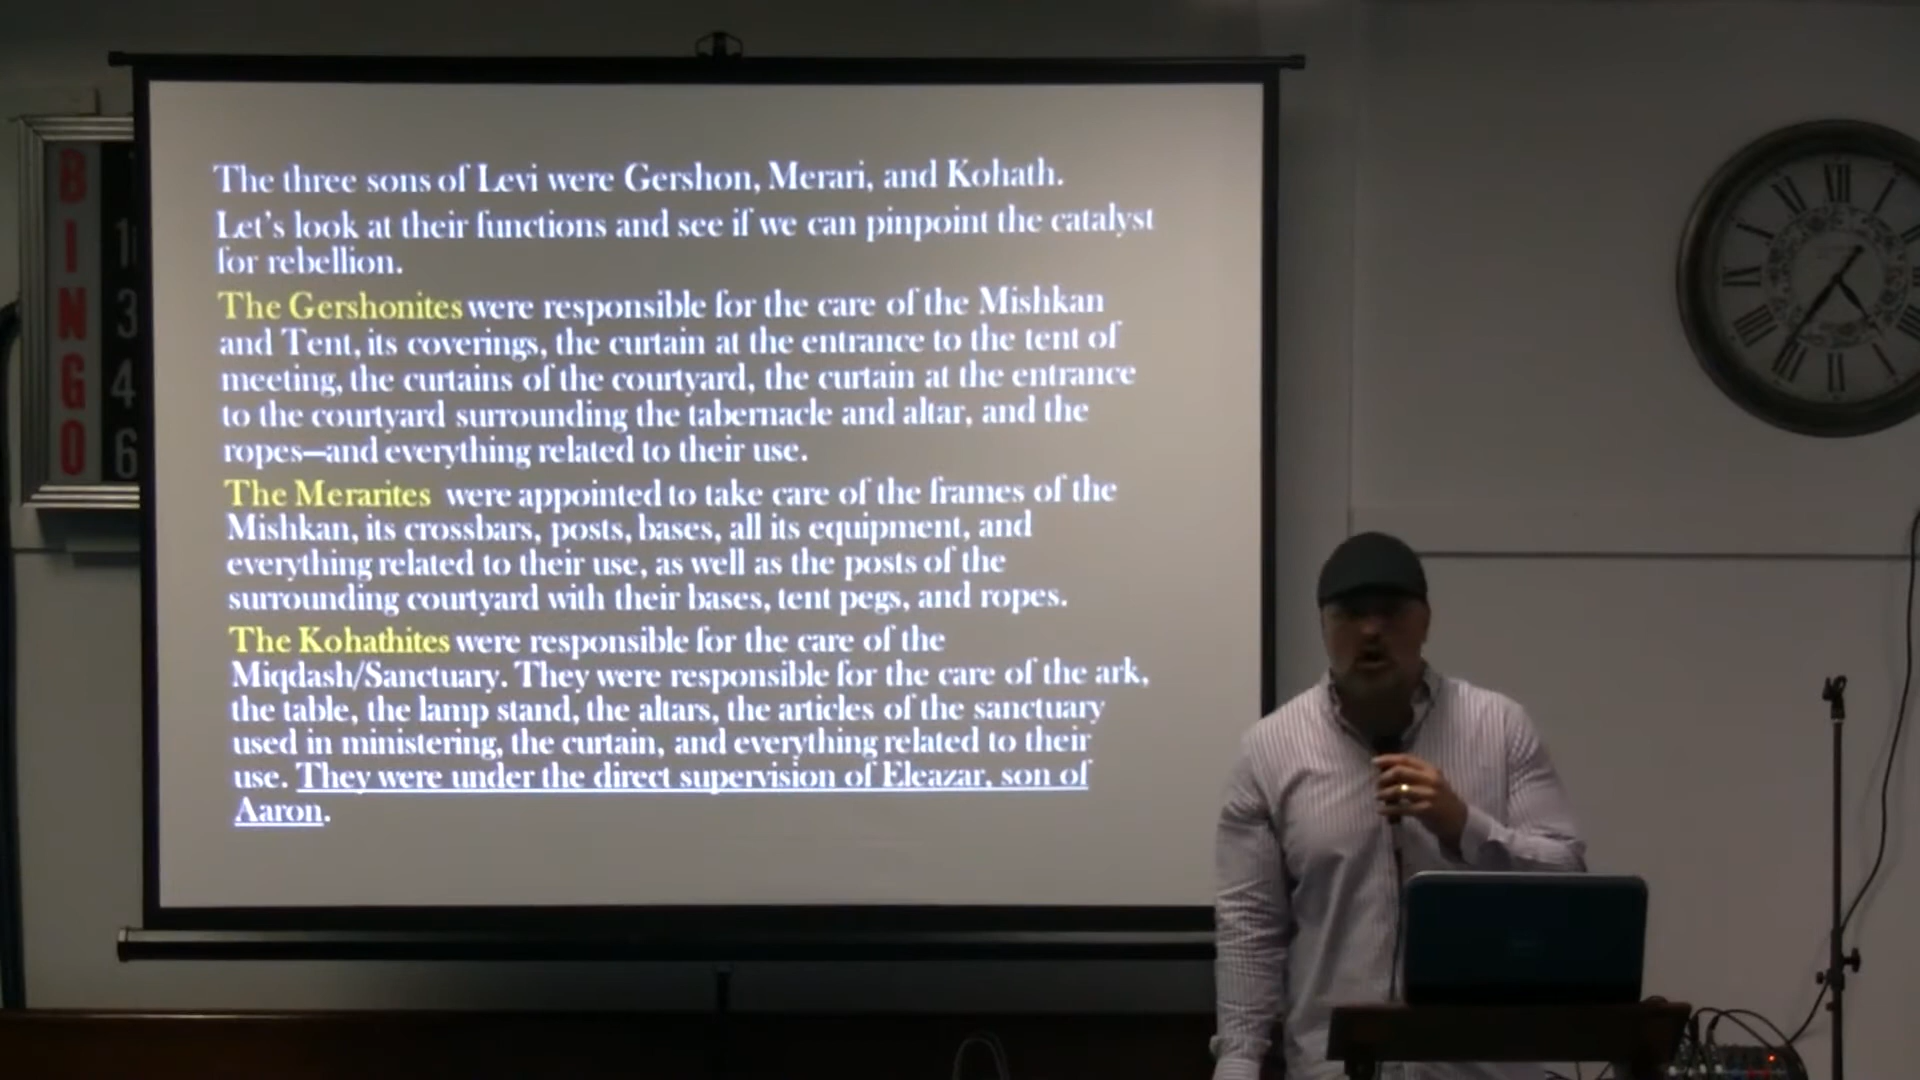 The three sons of Levi were Gershon, Merari, and Kohath.
Let's look at their functions and see if we can pinpoint the catalyst
for rebellion.
The Gershonites were responsible for the care of the Mishkan
and Tent, its coverings, the curtain at the entrance to the tent of
meeting, the curtains of the courtyard, the curtain at the entrance
to the courtyard surrounding the tabernacle and altar, and the
ropes—and everything related to their use.
The Merarites were appointed to take care of the frames of the
Mishkan, its crossbars, posts, bases, all its equipment, and
everything related to their use, as well as the posts of the
surrounding courtyard with their bases, tent pegs, and ropes.
The Kohathites were responsible for the care of the
Miqdash/Sanctuary. They were responsible for the care of the ark,
the table, the lamp stand, the altars, the articles of the sanctuary
used in ministering, the curtain, and everything related to their
use. They were under the direct supervision of Eleazar, son of
Aaron.
B
I
N 3
G 4
O 6
XII